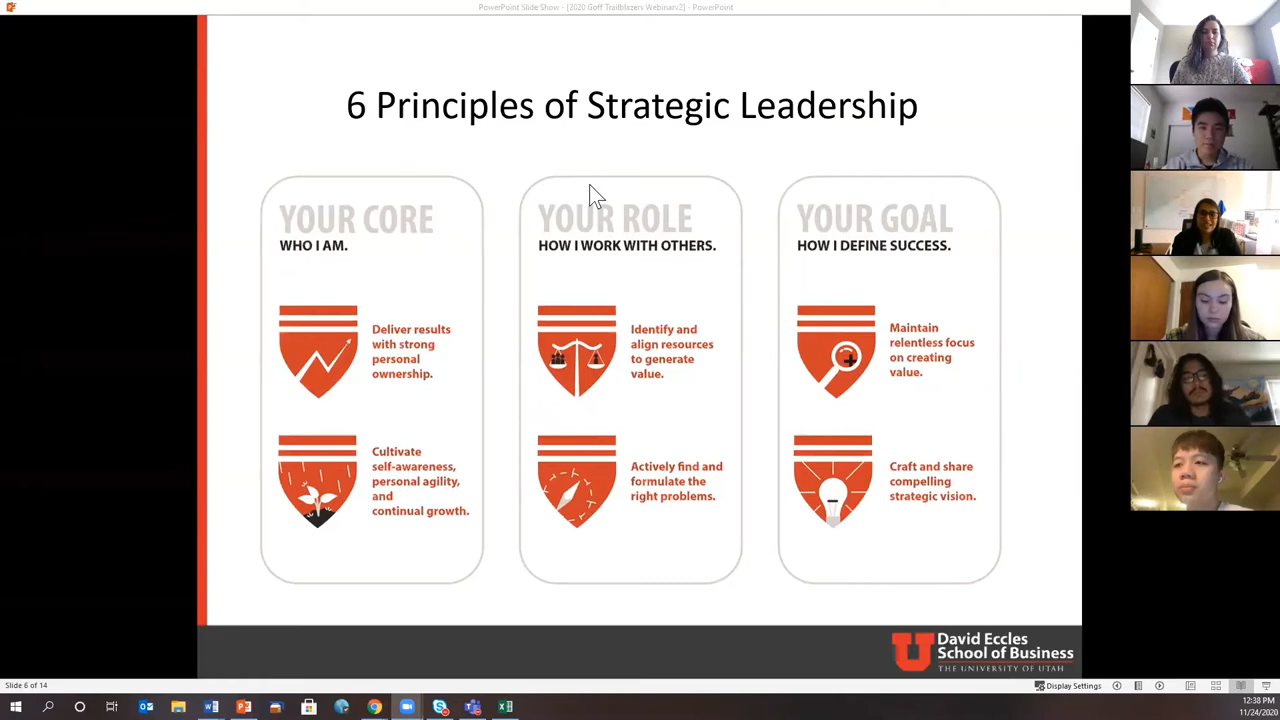 PowerPoint Slide Show - [2020 Goff Trailblazers Webinarv2] - PowerPoint
6 Principles of Strategic Leadership
YOUR CORE
WHO I AM.
Deliver results
with strong
personal
ownership.
Cultivate
self-awareness,
personal agility,
and
continual growth.
YOUR ROLE
HOW I WORK WITH OTHERS.
Identify and
align resources
to generate
value.
Actively find and
formulate the
right problems.
YOUR GOAL
HOW I DEFINE SUCCESS.
Maintain
relentless focus
on creating
value.
Craft and share
compelling
strategic vision.
U
David Eccles
School of Business
THE UNIVERSITY OF UTAH
Slide 6 of 14
Display Settings
12:38 PM
11/24/2020